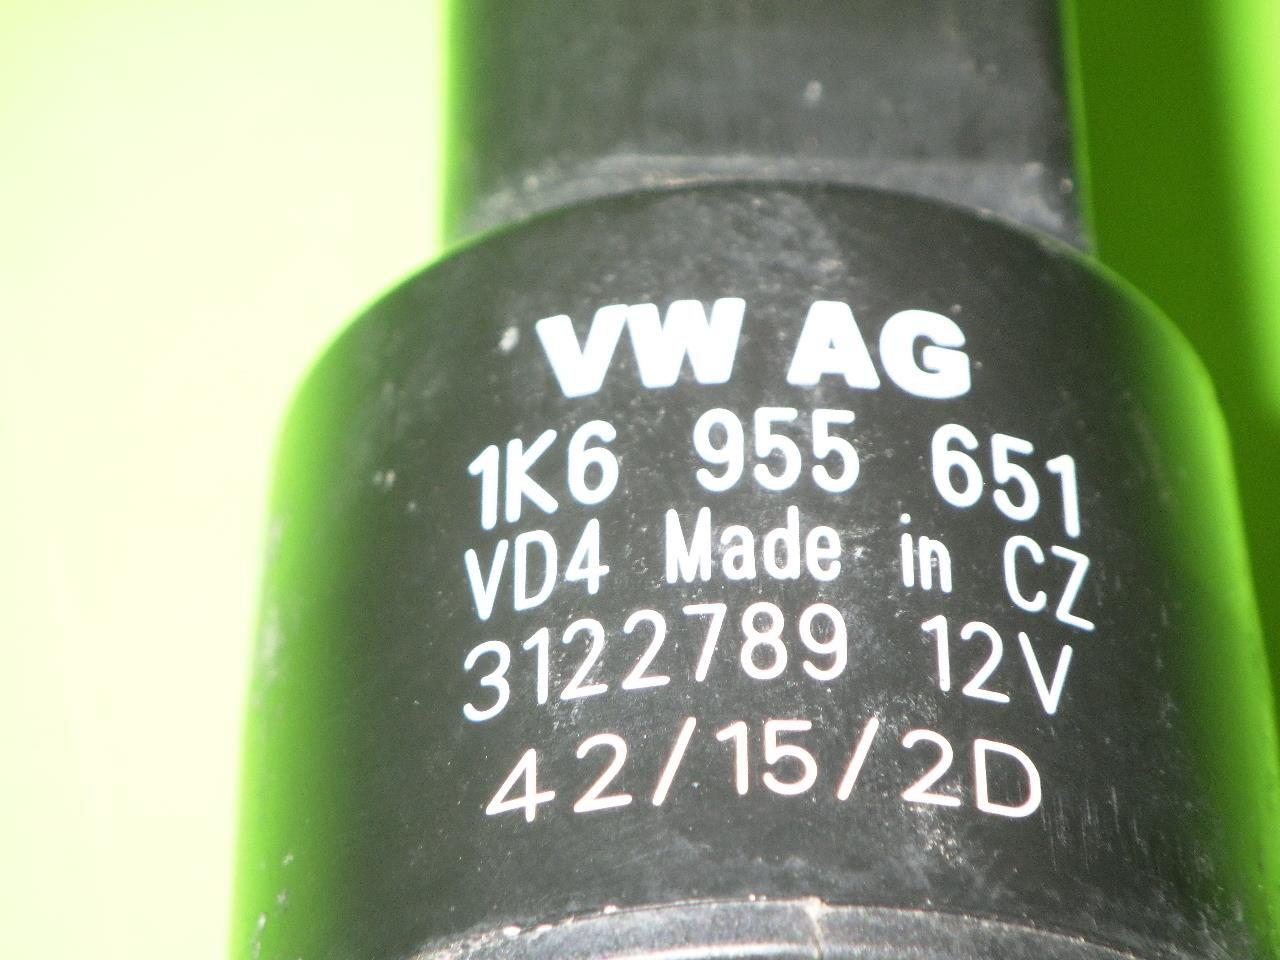 VW AG
1K6 955 651
VD4 Made in CZ
3122789 12V
42/15/2D